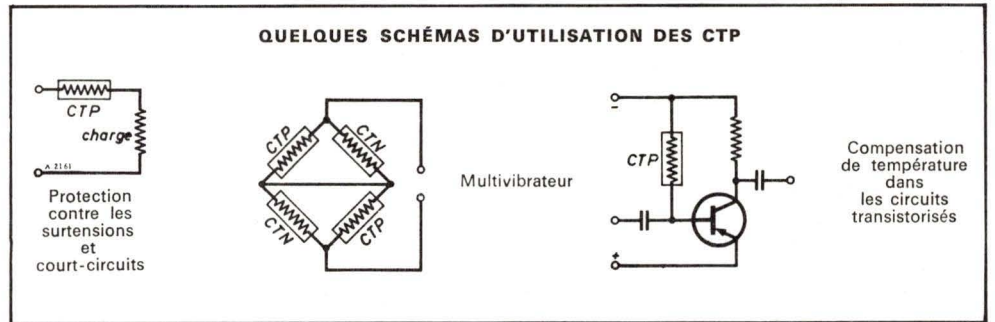 QUELQUES SCHÉMAS D'UTILISATION DES CTP
CTP
charge
A 2161
Protection
contre les
surtensions
et
court-circuits
CTP
CTN
CTN
CTP
Multivibrateur
−
CTP
+
Compensation
de température
dans
les circuits
transistorisés